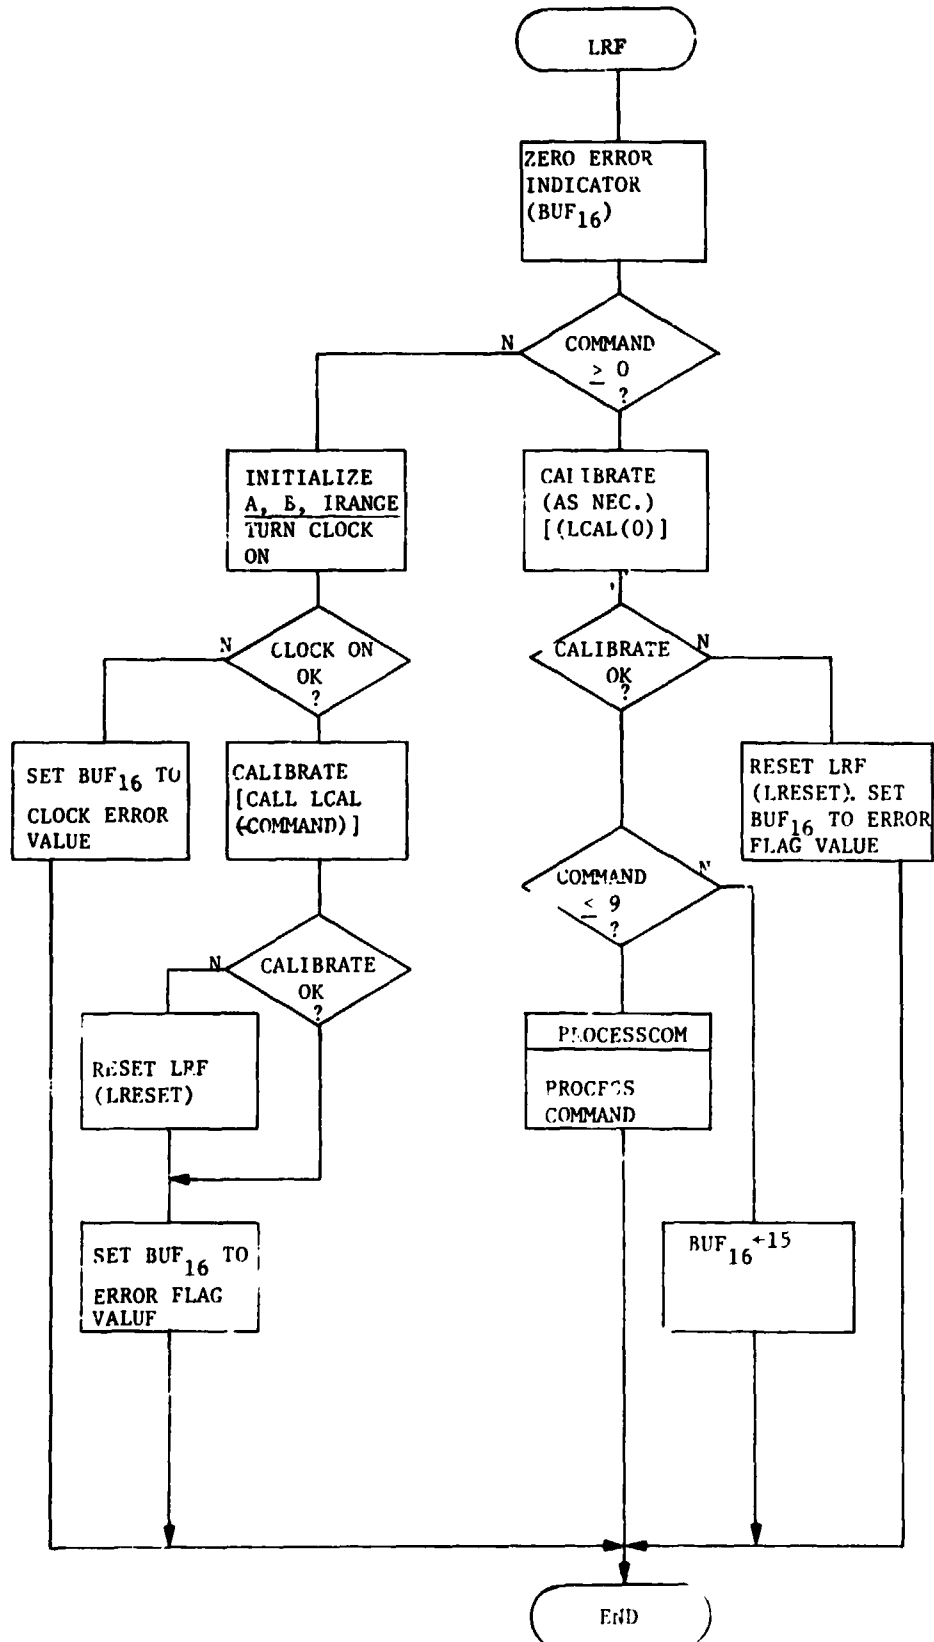 LRF
ZERO ERROR
INDICATOR
(BUF16)
N
COMMAND
≥ 0
?
INITIALIZE
A, B, IRANGE
TURN CLOCK
ON
CALIBRATE
(AS NEC.)
[(LCAL(0)]
N
CLOCK ON
OK
?
CALIBRATE
OK
?
N
SET BUF16 TO
CLOCK ERROR
VALUE
CALIBRATE
[CALL LCAL
(-COMMAND)]
RESET LRF
(LRESET). SET
BUF16 TO ERROR
FLAG VALUE
COMMAND
≤ 9
?
N
N
CALIBRATE
OK
?
RESET LRF
(LRESET)
PROCESSCOM
PROCESS
COMMAND
SET BUF16 TO
ERROR FLAG
VALUE
BUF16←15
END